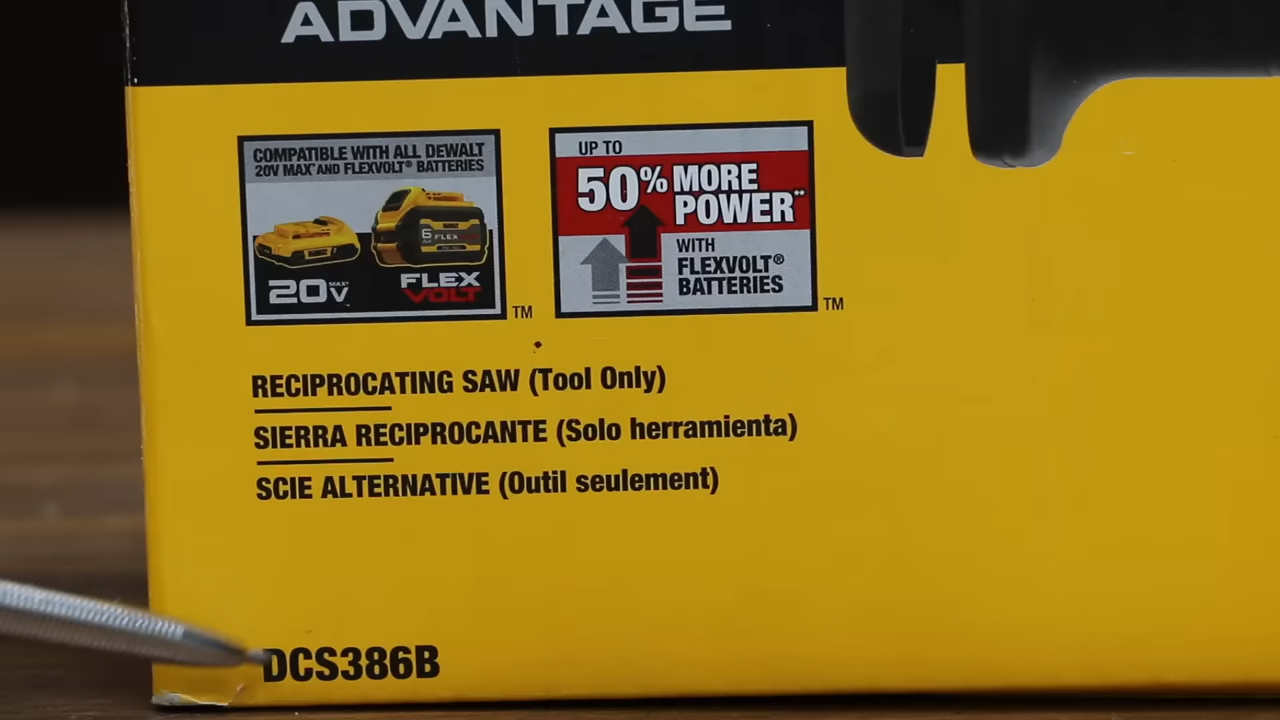 ADVANTAGE
COMPATIBLE WITH ALL DEWALT
20V MAX* AND FLEXVOLT® BATTERIES
6 Ah FLEX
20V MAX*
FLEX
VOLT
TM
UP TO
50% MORE
POWER**
WITH
FLEXVOLT®
BATTERIES
TM
RECIPROCATING SAW (Tool Only)
SIERRA RECIPROCANTE (Solo herramienta)
SCIE ALTERNATIVE (Outil seulement)
DCS386B